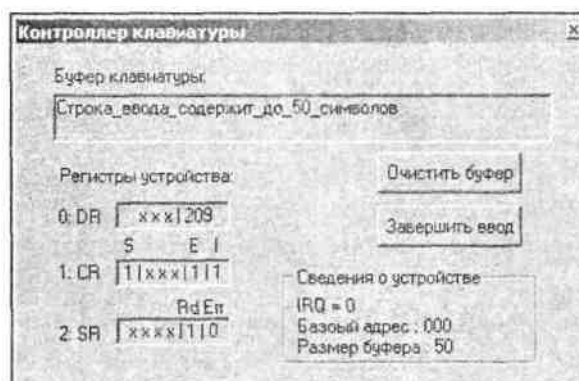 Контроллер клавиатуры
Буфер клавиатуры:
Строка_ввода_содержит_до_50_символов
Регистры устройства:
Очистить буфер
0: DR xxx|209
Завершить ввод
S E I
1: CR 1|xxx|1|1
Сведения о устройстве
IRQ = 0
Rd Err
Базоый адрес : 000
2: SR xxxx|1|0
Размер буфера : 50